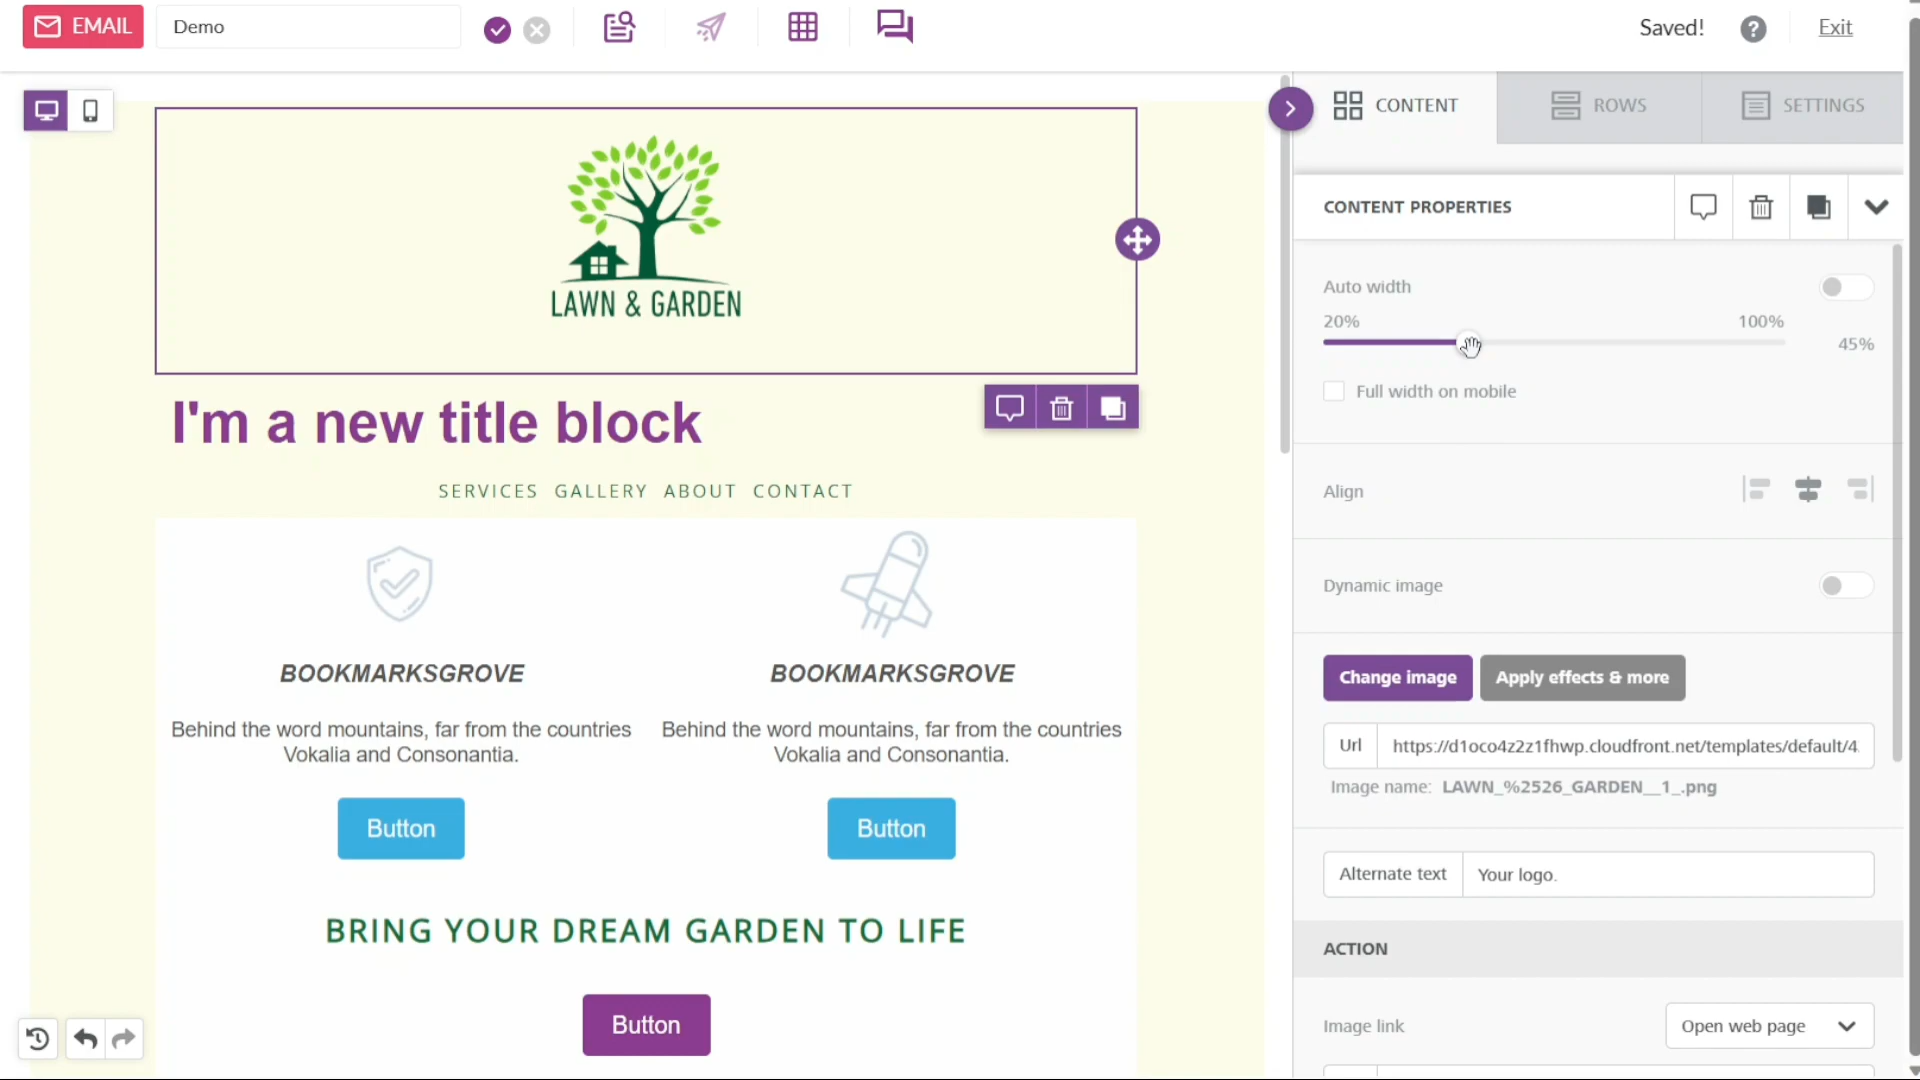 EMAIL
Demo
Saved!
?
Exit
CONTENT
ROWS
SETTINGS
LAWN & GARDEN
CONTENT PROPERTIES
Auto width
20%
100%
45%
Full width on mobile
I'm a new title block
SERVICES GALLERY ABOUT CONTACT
Align
Dynamic image
BOOKMARKSGROVE
BOOKMARKSGROVE
Behind the word mountains, far from the countries
Vokalia and Consonantia.
Behind the word mountains, far from the countries
Vokalia and Consonantia.
Button
Button
Change image
Apply effects & more
Url
https://d1oco4z2z1fhwp.cloudfront.net/templates/default/4
Image name: LAWN_%2526_GARDEN__1_.png
Alternate text
Your logo.
BRING YOUR DREAM GARDEN TO LIFE
ACTION
Button
Image link
Open web page